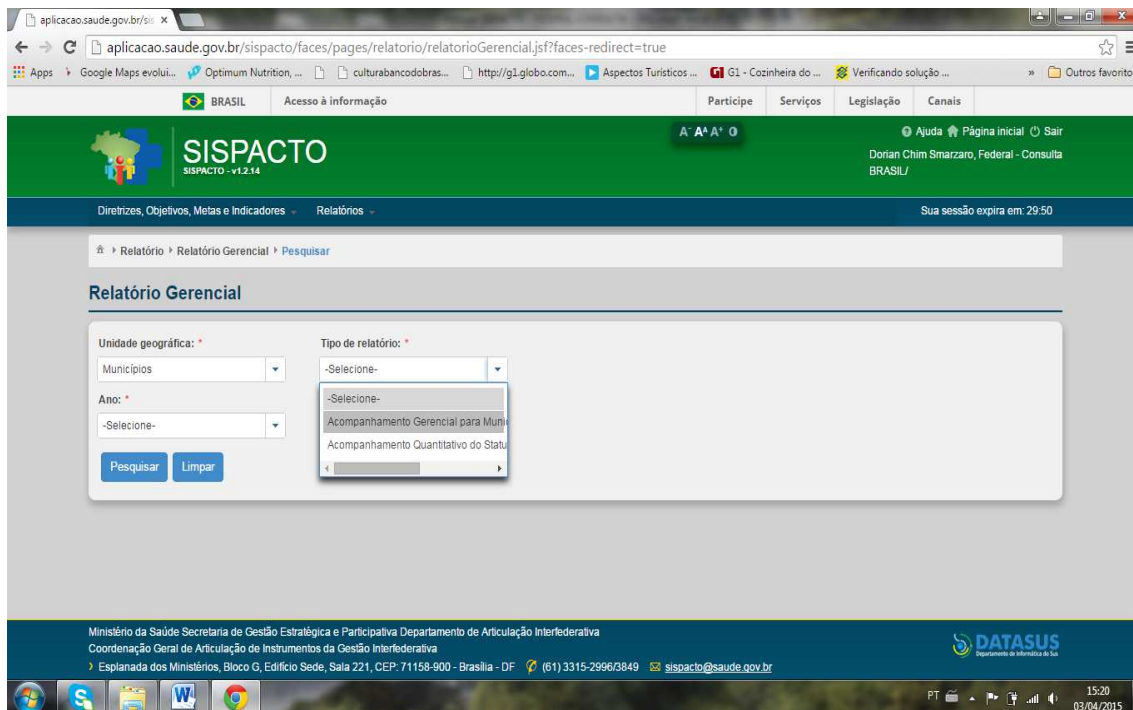 aplicacao.saude.gov.br/sis
aplicacao.saude.gov.br/sispacto/faces/pages/relatorio/relatorioGerencial.jsf?faces-redirect=true
Apps Google Maps evolui... Optimum Nutrition, ... culturabancodobras... http://g1.globo.com... Aspectos Turísticos ... G1 - Cozinheira do ... Verificando solução ... » Outros favorito
BRASIL Acesso à informação Participe Serviços Legislação Canais
A- A A+ Ajuda Página inicial Sair
SISPACTO
SISPACTO - v1.2.14
Dorian Chim Smarzaro, Federal - Consulta
BRASIL/
Diretrizes, Objetivos, Metas e Indicadores Relatórios Sua sessão expira em: 29:50
Relatório Relatório Gerencial Pesquisar
Relatório Gerencial
Unidade geográfica: * Tipo de relatório: *
Municípios -Selecione-
Ano: * -Selecione-
-Selecione- Acompanhamento Gerencial para Muni
Acompanhamento Quantitativo do Statu
Pesquisar Limpar
Ministério da Saúde Secretaria de Gestão Estratégica e Participativa Departamento de Articulação Interfederativa
Coordenação Geral de Articulação de Instrumentos da Gestão Interfederativa
Esplanada dos Ministérios, Bloco G, Edifício Sede, Sala 221, CEP: 71158-900 - Brasília - DF (61) 3315-2996/3849 sispacto@saude.gov.br
DATASUS
Departamento de Informática do Sus
PT 15:20
03/04/2015